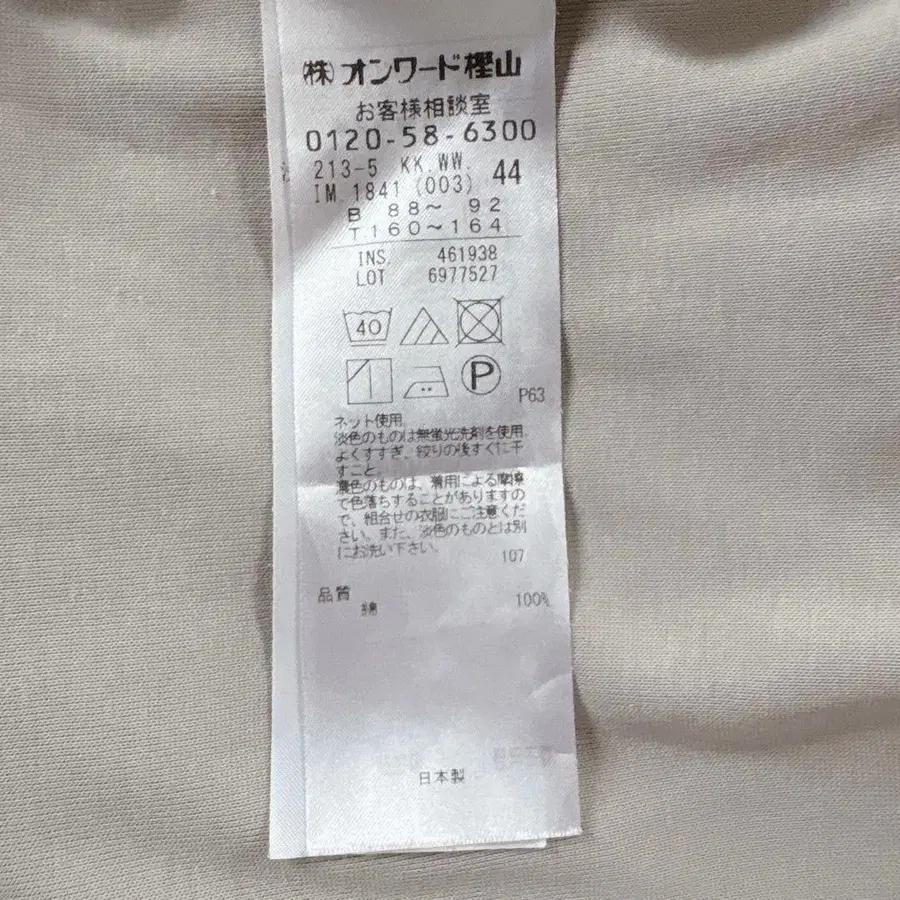 (株)オンワード樫山
お客様相談室
0120-58-6300
213-5 KK.WW.
IM.1841 (003) 44
B 88〜 92
T 160〜164
INS. 461938
LOT 6977527
40
P
P63
ネット使用。
淡色のものは無蛍光洗剤を使用。
よくすすぎ、絞りの後すぐに干
すこと。
濃色のものは、着用による摩擦
で色落ちすることがありますの
で、組合せの衣服にご注意くだ
さい。また、淡色のものとは別
にお洗い下さい。
107
品質
綿 100%
日本製